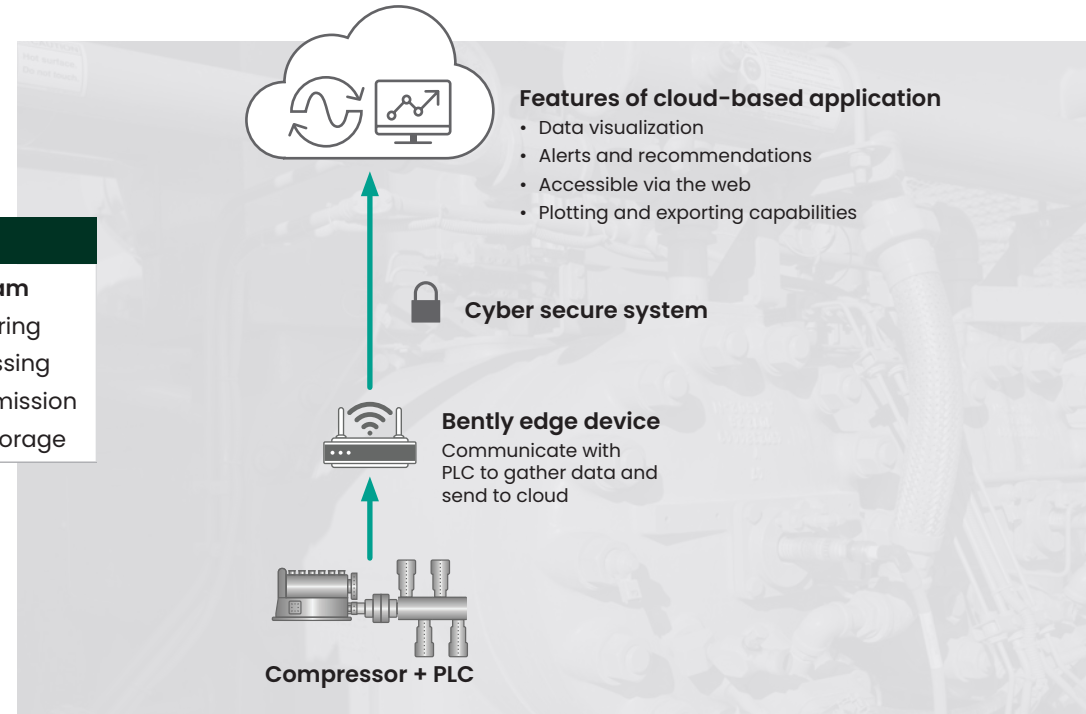 Features of cloud-based application
• Data visualization
• Alerts and recommendations
• Accessible via the web
• Plotting and exporting capabilities
am
ring
ssing
mission
orage
Cyber secure system
Bently edge device
Communicate with
PLC to gather data and
send to cloud
Compressor + PLC